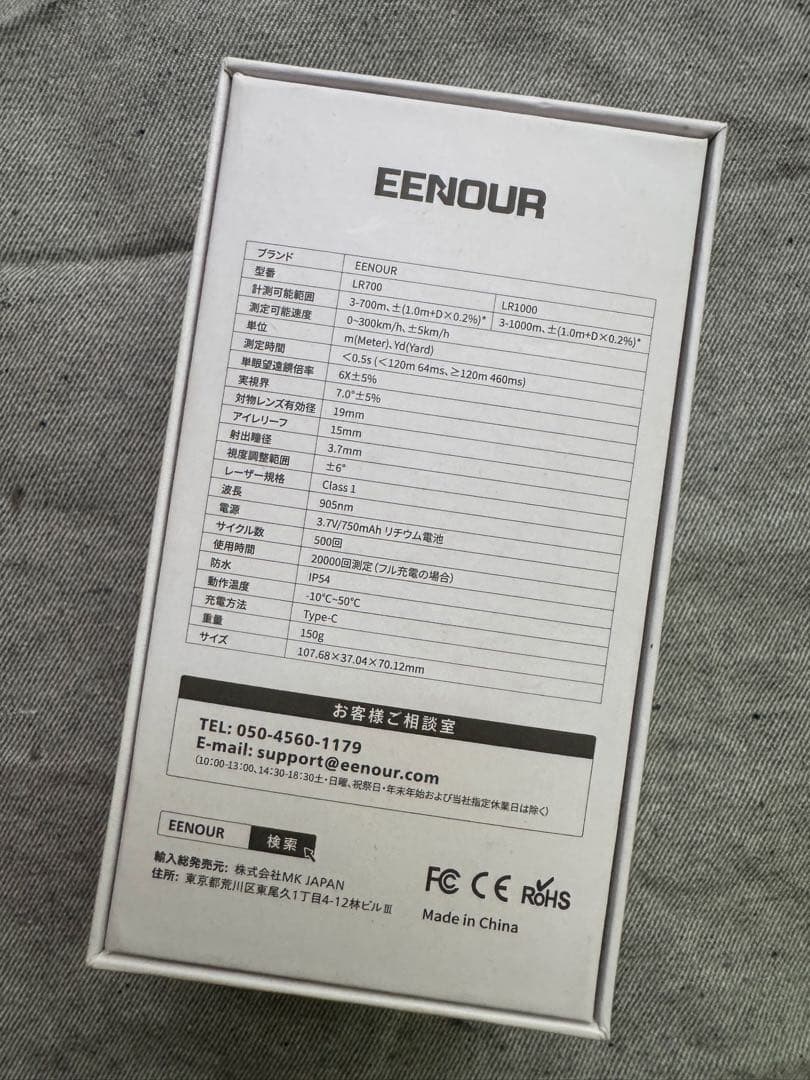 EENOUR
ブランド EENOUR
型番 LR700 LR1000
計測可能範囲 3-700m、±(1.0m+D×0.2%)* 3-1000m、±(1.0m+D×0.2%)*
測定可能速度 0~300km/h、±5km/h
単位 m(Meter)、Yd(Yard)
測定時間 <0.5s (<120m 64ms、≥120m 460ms)
単眼望遠鏡倍率 6X±5%
実視界 7.0°±5%
対物レンズ有効径 19mm
アイレリーフ 15mm
射出瞳径 3.7mm
視度調整範囲 ±6°
レーザー規格 Class 1
波長 905nm
電源 3.7V/750mAh リチウム電池
サイクル数 500回
使用時間 20000回測定(フル充電の場合)
防水 IP54
動作温度 -10℃~50℃
充電方法 Type-C
重量 150g
サイズ 107.68×37.04×70.12mm
お客様ご相談室
TEL: 050-4560-1179
E-mail: support@eenour.com
(10:00-13:00、14:30-18:30土・日曜、祝祭日・年末年始および当社指定休業日は除く)
EENOUR 検索
輸入総発売元: 株式会社MK JAPAN
住所: 東京都荒川区東尾久1丁目4-12林ビルⅢ
FC CE RoHS
Made in China